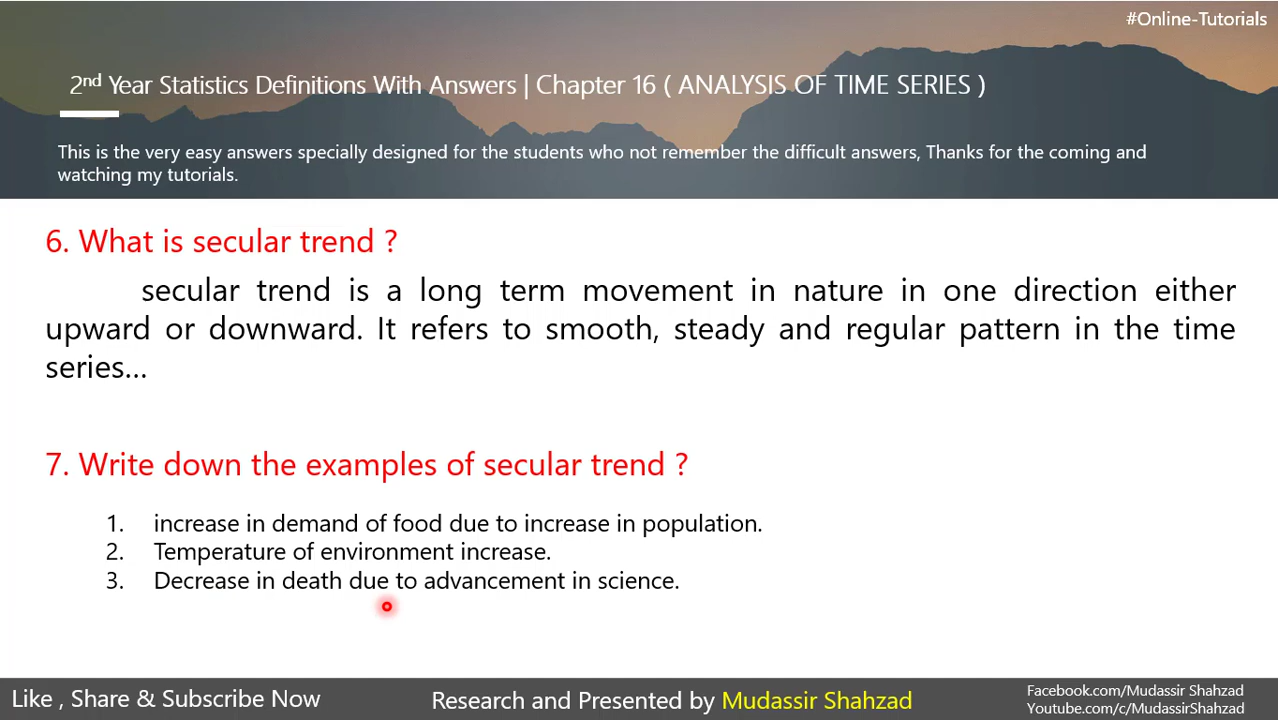 #Online-Tutorials
2nd Year Statistics Definitions With Answers | Chapter 16 ( ANALYSIS OF TIME SERIES )
This is the very easy answers specially designed for the students who not remember the difficult answers, Thanks for the coming and
watching my tutorials.
6. What is secular trend ?
secular trend is a long term movement in nature in one direction either
upward or downward. It refers to smooth, steady and regular pattern in the time
series...
7. Write down the examples of secular trend ?
1. increase in demand of food due to increase in population.
2. Temperature of environment increase.
3. Decrease in death due to advancement in science.
Like , Share & Subscribe Now
Research and Presented by Mudassir Shahzad
Facebook.com/Mudassir Shahzad
Youtube.com/c/MudassirShahzad